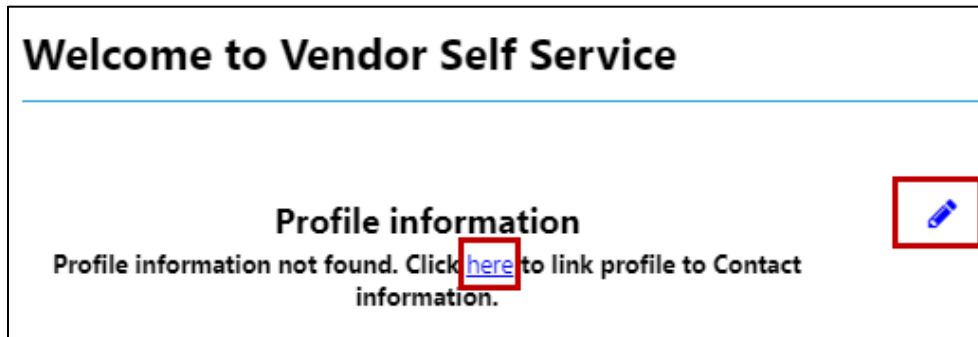 Welcome to Vendor Self Service
Profile information
Profile information not found. Click here to link profile to Contact
information.